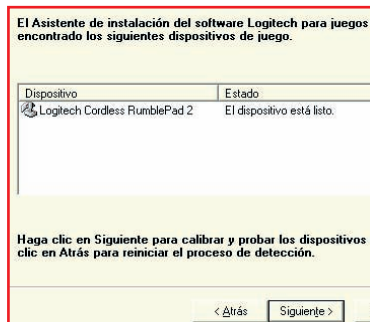 El Asistente de instalación del software Logitech para juegos
encontrado los siguientes dispositivos de juego.
Dispositivo Estado
Logitech Cordless RumblePad 2 El dispositivo está listo.
Haga clic en Siguiente para calibrar y probar los dispositivos
clic en Atrás para reiniciar el proceso de detección.
< Atrás Siguiente >